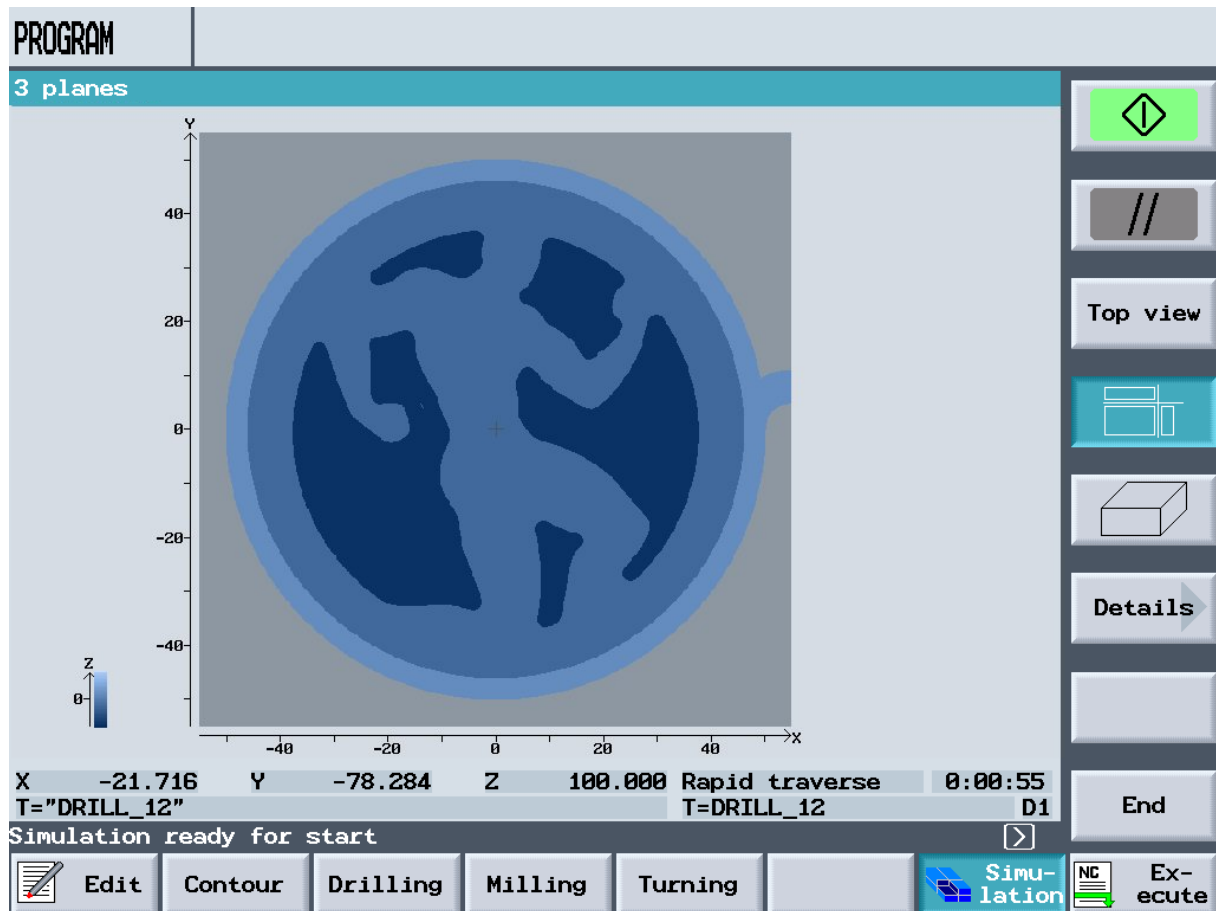 PROGRAM
3 planes
Y
40
20
0
-20
-40
Z
0
-40 -20 0 20 40 X
Top view
Details
End
X -21.716 Y -78.284 Z 100.000 Rapid traverse 0:00:55
T="DRILL_12" T=DRILL_12 D1
Simulation ready for start
Edit Contour Drilling Milling Turning
Simu-
lation
NC Ex-
ecute